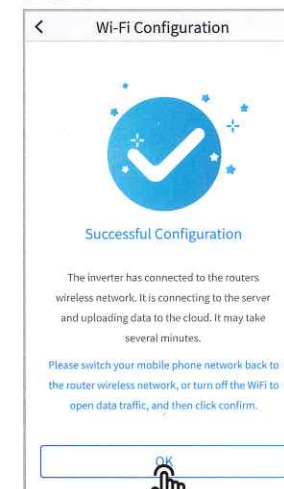 Wi-Fi Configuration
Successful Configuration
The inverter has connected to the routers
wireless network. It is connecting to the server
and uploading data to the cloud. It may take
several minutes.
Please switch your mobile phone network back to
the router wireless network, or turn off the WiFi to
open data traffic, and then click confirm.
OK